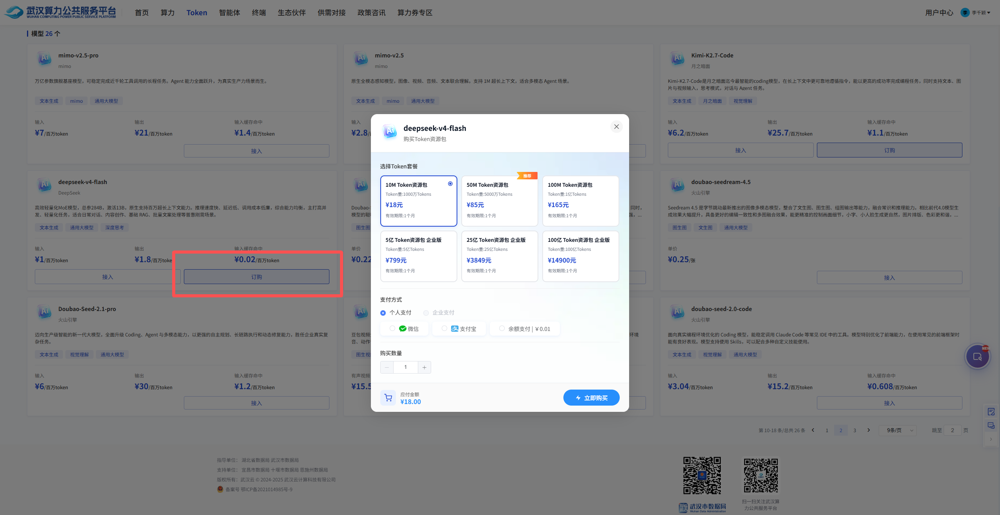 武汉算力公共服务平台
WUHAN COMPUTING POWER PUBLIC SERVICE PLATFORM
首页 算力 Token 智能体 终端 生态伙伴 供需对接 政策咨讯 算力券专区
用户中心 李 李千颖
模型 26 个
mimo-v2.5-pro
mimo
万亿参数旗舰基座模型，可稳定完成近千轮工具调用的长程任务。Agent 能力全面跃升，为真实生产力场景而生。
文本生成 mimo 通用大模型
输入 输出 输入缓存命中
¥7/百万token ¥21/百万token ¥1.4/百万token
接入
mimo-v2.5
mimo
原生全模态感知模型，图像、视频、音频、文本联合理解。支持 1M 超长上下文，适合多模态 Agent 场景。
文本生成 mimo 通用大模型
输入
¥2.8/
Kimi-K2.7-Code
月之暗面
Kimi-K2.7-Code是月之暗面迄今最智能的coding模型，在长上下文中更可靠地遵循指令，能以更高的成功率完成编程任务，同时支持文本、图
片与视频输入，思考模式，对话与 Agent 任务。
文本生成 月之暗面 视觉理解
输入 输出 输入缓存命中
¥6.2/百万token ¥25.7/百万token ¥1.1/百万token
接入 订购
deepseek-v4-flash
DeepSeek
高效轻量化MoE模型，总参284B，激活13B，原生支持百万超长上下文能力。推理速度快、延迟低、调用成本低廉，综合能力均衡，主打高并
发、轻量化任务，适合日常对话、内容创作、基础 RAG、批量文案处理等普惠刚需场景。
文本生成 通用大模型 深度思考
输入 输出 输入缓存命中
¥1/百万token ¥1.8/百万toke ¥0.02/百万token
接入 订购
Doubao-
同时，
模型的聪
强，...
图生图
单价
¥0.22
doubao-seedream-4.5
火山引擎
Seedream 4.5 是字节跳动最新推出的图像多模态模型，整合了文生图、图生图、组图输出等能力，融合常识和推理能力。相比前代4.0模型生
成效果大幅提升，具备更好的编辑一致性和多图融合效果，能更精准的控制画面细节，小字、小人脸生成更自然，图片排版、色彩更和谐，...
图生图 文生图 通用大模型
单价
¥0.25/张
接入
Doubao-Seed-2.1-pro
火山引擎
迈向生产级智能的新一代大模型，全面升级 Coding、Agent 与多模态能力，以更强的自主规划、长链路执行和动态修复能力，胜任企业真实复
杂任务。
文本生成 视觉理解 通用大模型
输入 输出 输入缓存命中
¥6/百万token ¥30/百万token ¥1.2/百万token
接入
豆包视频
环境
音、动作
图生视
有声视频
¥15.5
doubao-seed-2.0-code
火山引擎
面向真实编程环境优化的 Coding 模型，能稳定调用 Claude Code 等常见 IDE 中的工具。模型特别优化了前端能力，在使用常见的前端框架时
能有良好表现。模型支持使用 Skills，可以配合多种自定义技能使用。
文本生成 视觉理解 通用大模型
输入 输出 输入缓存命中
¥3.04/百万token ¥15.2/百万token ¥0.608/百万token
接入
deepseek-v4-flash
购买Token资源包
选择Token套餐
10M Token资源包
Token量:1000万Tokens
¥18元
有效期限:1个月
推荐
50M Token资源包
Token量:5000万Tokens
¥85元
有效期限:1个月
100M Token资源包
Token量:1亿Tokens
¥165元
有效期限:1个月
5亿 Token资源包 企业版
Token量:5亿Tokens
¥799元
有效期限:1个月
25亿 Token资源包 企业版
Token量:25亿Tokens
¥3849元
有效期限:1个月
100亿 Token资源包 企业版
Token量:100亿Tokens
¥14900元
有效期限:1个月
支付方式
个人支付 企业支付
微信 支付宝 余额支付 | ￥0.01
购买数量
1
应付金额
¥18.00
立即购买
NEW
第 10-18 条/总共 26 条 1 2 3 9条/页 跳至 2 页
指导单位： 湖北省数据局 武汉市数据局
支持单位： 宜昌市数据局 十堰市数据局 恩施州数据局
版权所有：武汉云 © 2024-2025 武汉云计算科技有限公司
备案号 鄂ICP备2021014985号-9
武汉市数据局
Wuhan Data Administration
扫一扫关注武汉算
力公共服务平台